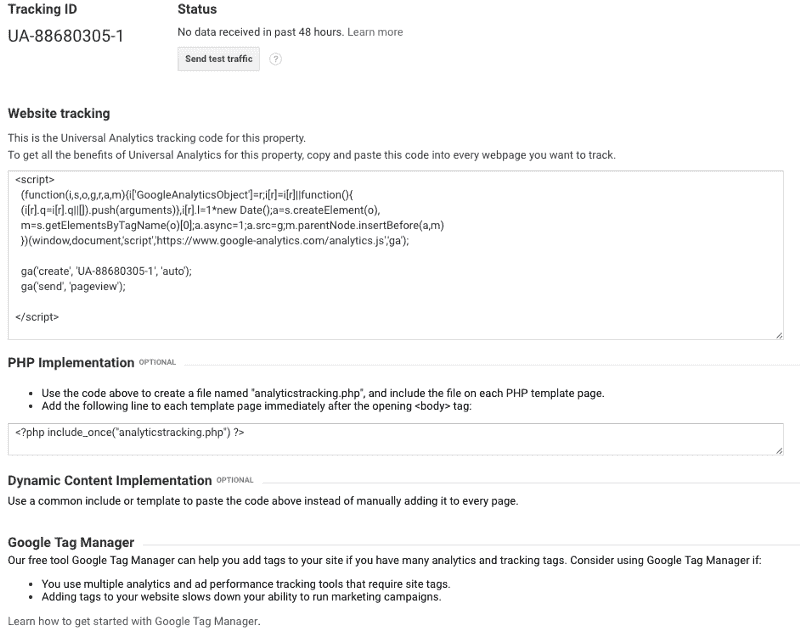 Tracking ID
Status
UA-88680305-1
No data received in past 48 hours. Learn more
Send test traffic ?
Website tracking
This is the Universal Analytics tracking code for this property.
To get all the benefits of Universal Analytics for this property, copy and paste this code into every webpage you want to track.
<script>
(function(i,s,o,g,r,a,m){i['GoogleAnalyticsObject']=r;i[r]=i[r]||function(){
(i[r].q=i[r].q||[]).push(arguments)},i[r].l=1*new Date();a=s.createElement(o),
m=s.getElementsByTagName(o)[0];a.async=1;a.src=g;m.parentNode.insertBefore(a,m)
})(window,document,'script','https://www.google-analytics.com/analytics.js','ga');
ga('create', 'UA-88680305-1', 'auto');
ga('send', 'pageview');
</script>
PHP Implementation OPTIONAL
• Use the code above to create a file named "analyticstracking.php", and include the file on each PHP template page.
• Add the following line to each template page immediately after the opening <body> tag:
<?php include_once("analyticstracking.php") ?>
Dynamic Content Implementation OPTIONAL
Use a common include or template to paste the code above instead of manually adding it to every page.
Google Tag Manager
Our free tool Google Tag Manager can help you add tags to your site if you have many analytics and tracking tags. Consider using Google Tag Manager if:
• You use multiple analytics and ad performance tracking tools that require site tags.
• Adding tags to your website slows down your ability to run marketing campaigns.
Learn how to get started with Google Tag Manager.